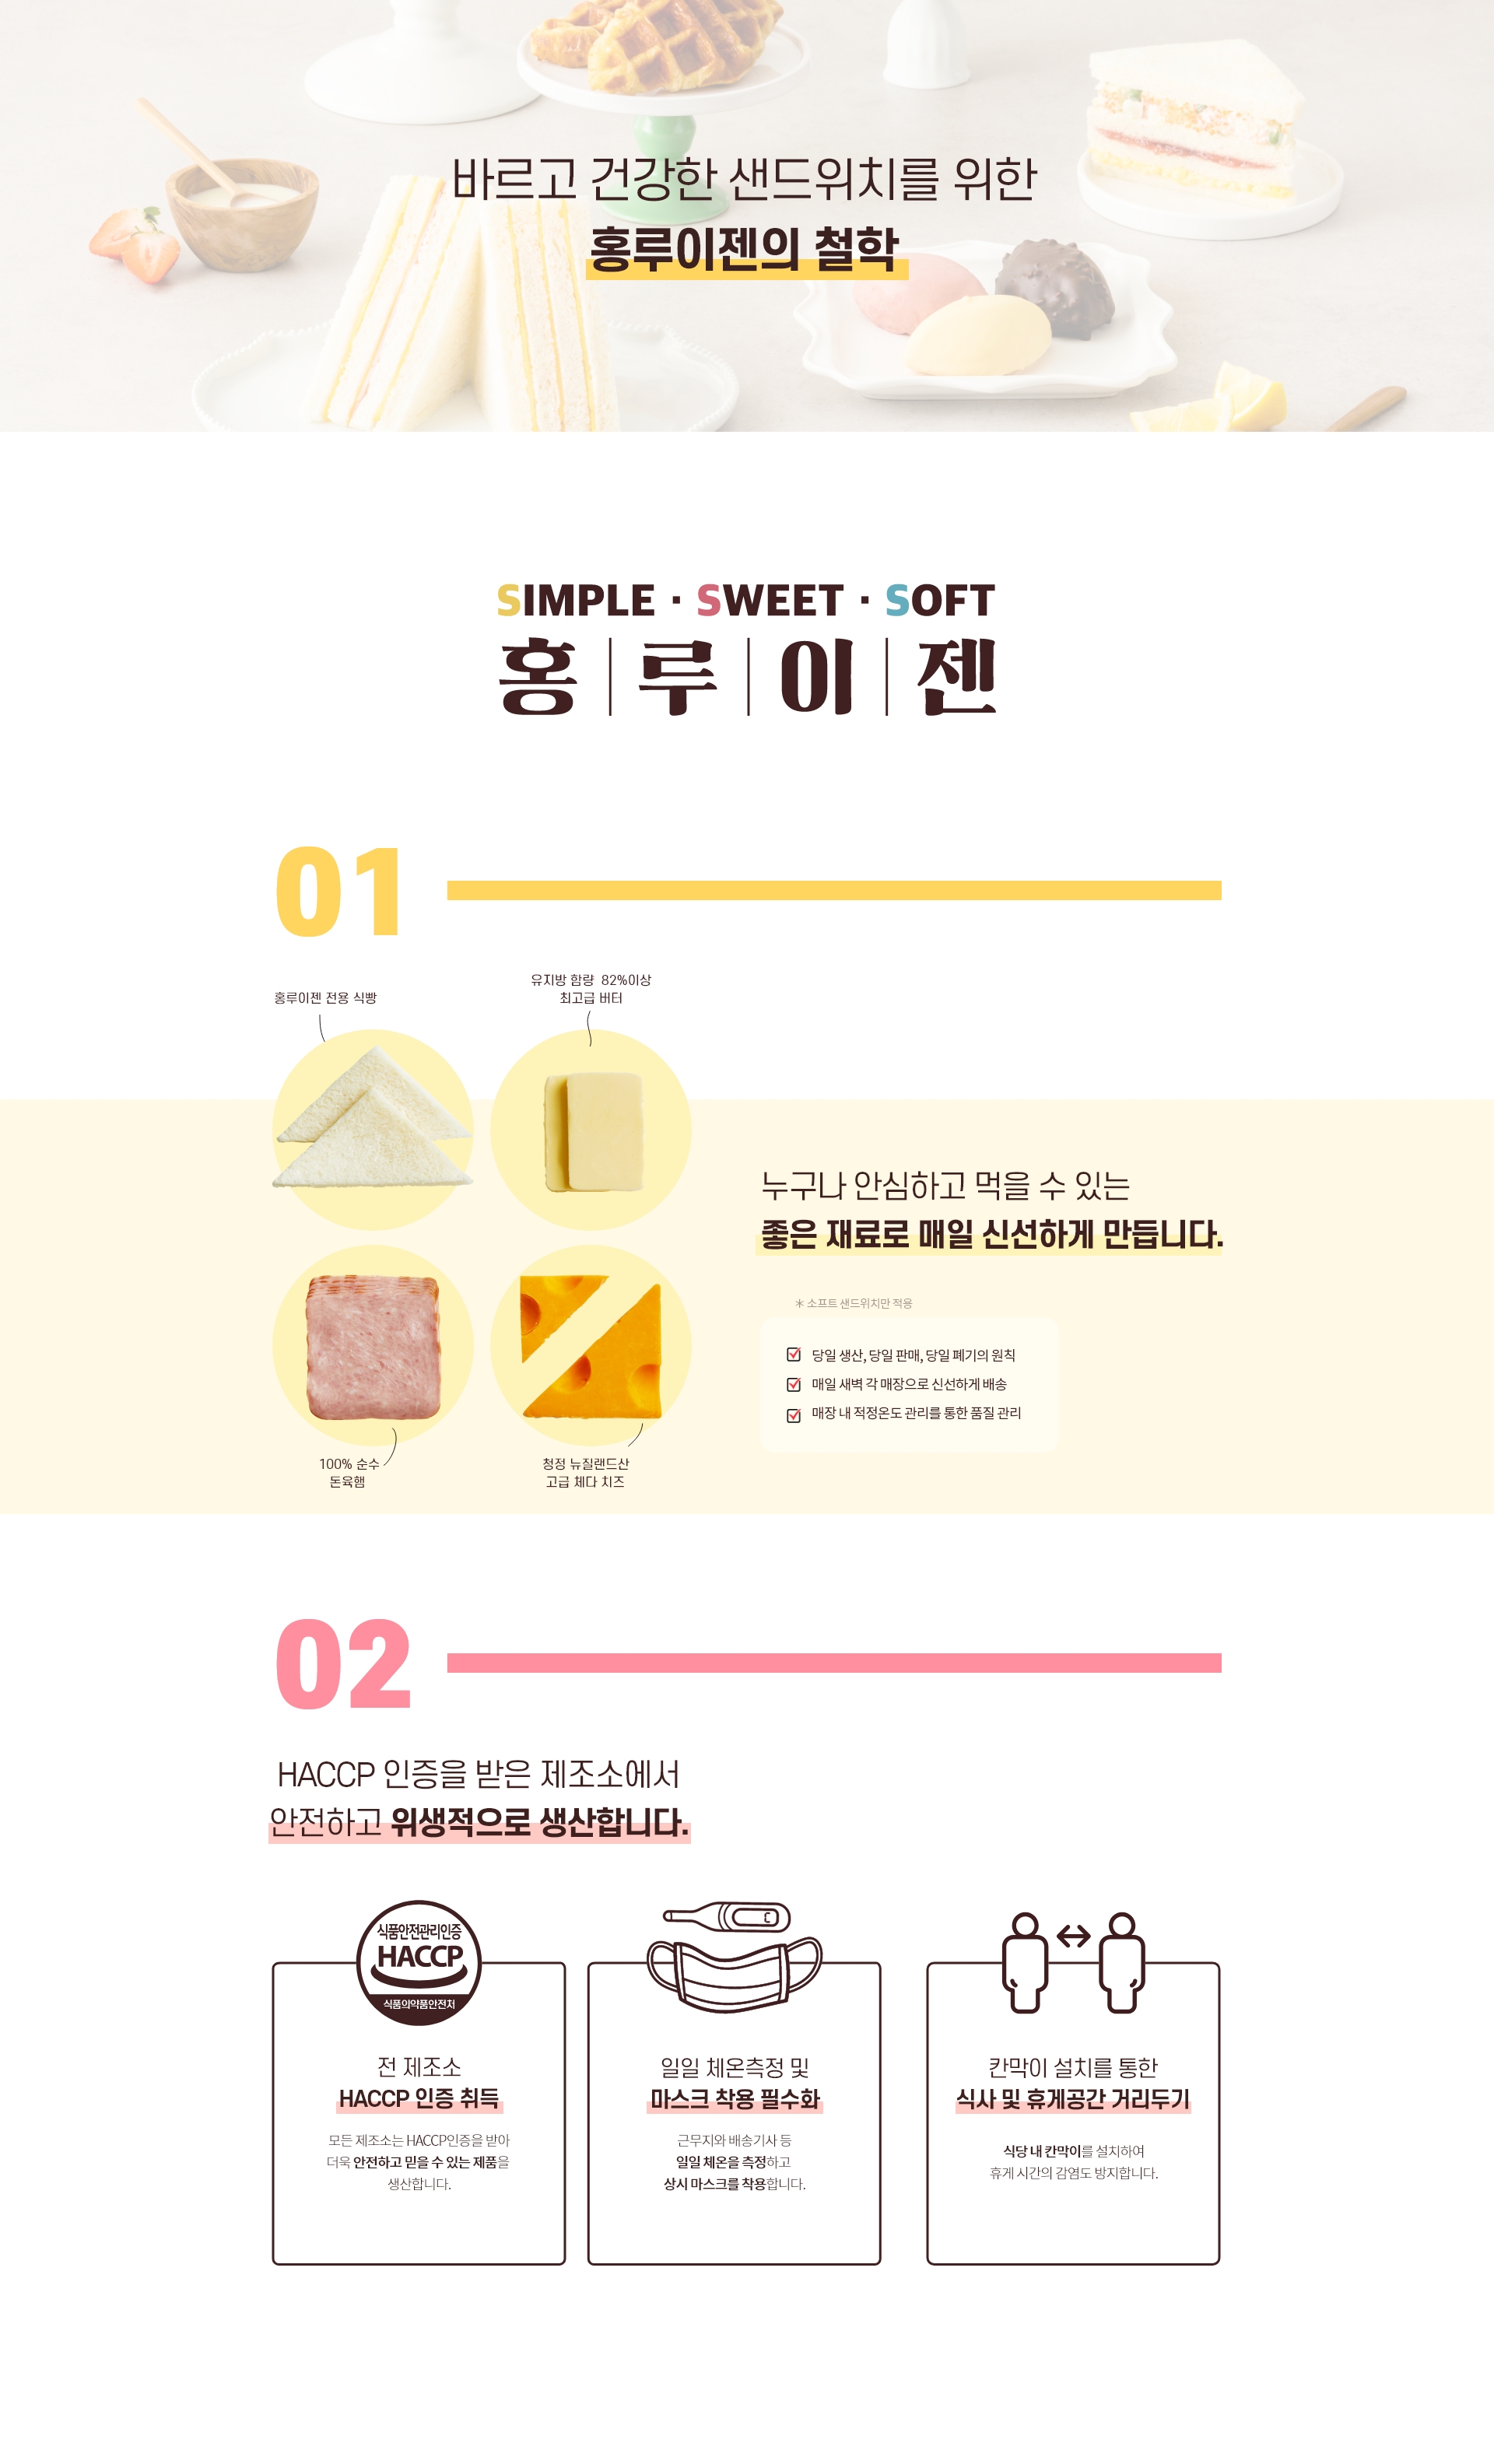 바르고 건강한 샌드위치를 위한
홍루이젠의 철학
SIMPLE · SWEET · SOFT
홍 | 루 | 이 | 젠
01
홍루이젠 전용 식빵
유지방 함량 82%이상
최고급 버터
100% 순수
돈육햄
청정 뉴질랜드산
고급 체다 치즈
누구나 안심하고 먹을 수 있는
좋은 재료로 매일 신선하게 만듭니다.
* 소프트 샌드위치만 적용
당일 생산, 당일 판매, 당일 폐기의 원칙
매일 새벽 각 매장으로 신선하게 배송
매장 내 적정온도 관리를 통한 품질 관리
02
HACCP 인증을 받은 제조소에서
안전하고 위생적으로 생산합니다.
식품안전관리인증
HACCP
식품의약품안전처
전 제조소
HACCP 인증 취득
모든 제조소는 HACCP인증을 받아
더욱 안전하고 믿을 수 있는 제품을
생산합니다.
C
일일 체온측정 및
마스크 착용 필수화
근무지와 배송기사 등
일일 체온을 측정하고
상시 마스크를 착용합니다.
칸막이 설치를 통한
식사 및 휴게공간 거리두기
식당 내 칸막이를 설치하여
휴게 시간의 감염도 방지합니다.